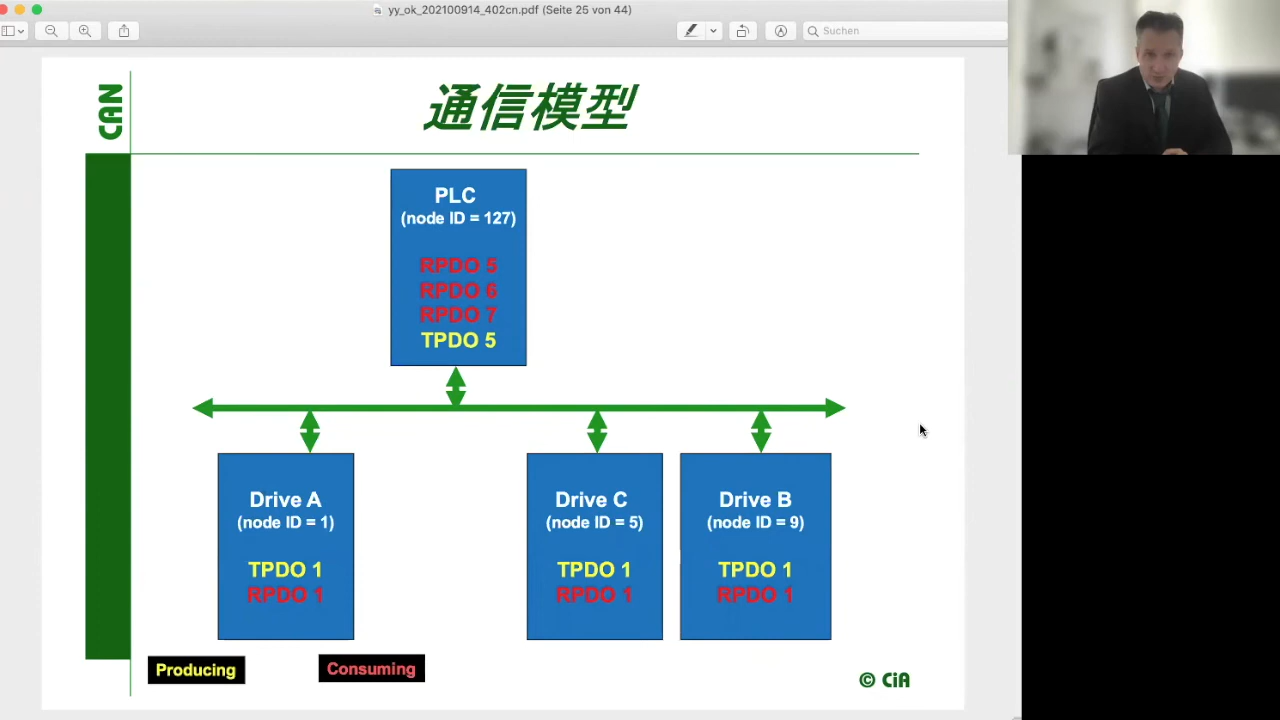 yy_ok_202100914_402cn.pdf (Seite 25 von 44)
Suchen
CAN
通信模型
PLC
(node ID = 127)
RPDO 5
RPDO 6
RPDO 7
TPDO 5
Drive A
(node ID = 1)
TPDO 1
RPDO 1
Drive C
(node ID = 5)
TPDO 1
RPDO 1
Drive B
(node ID = 9)
TPDO 1
RPDO 1
Producing
Consuming
© CiA